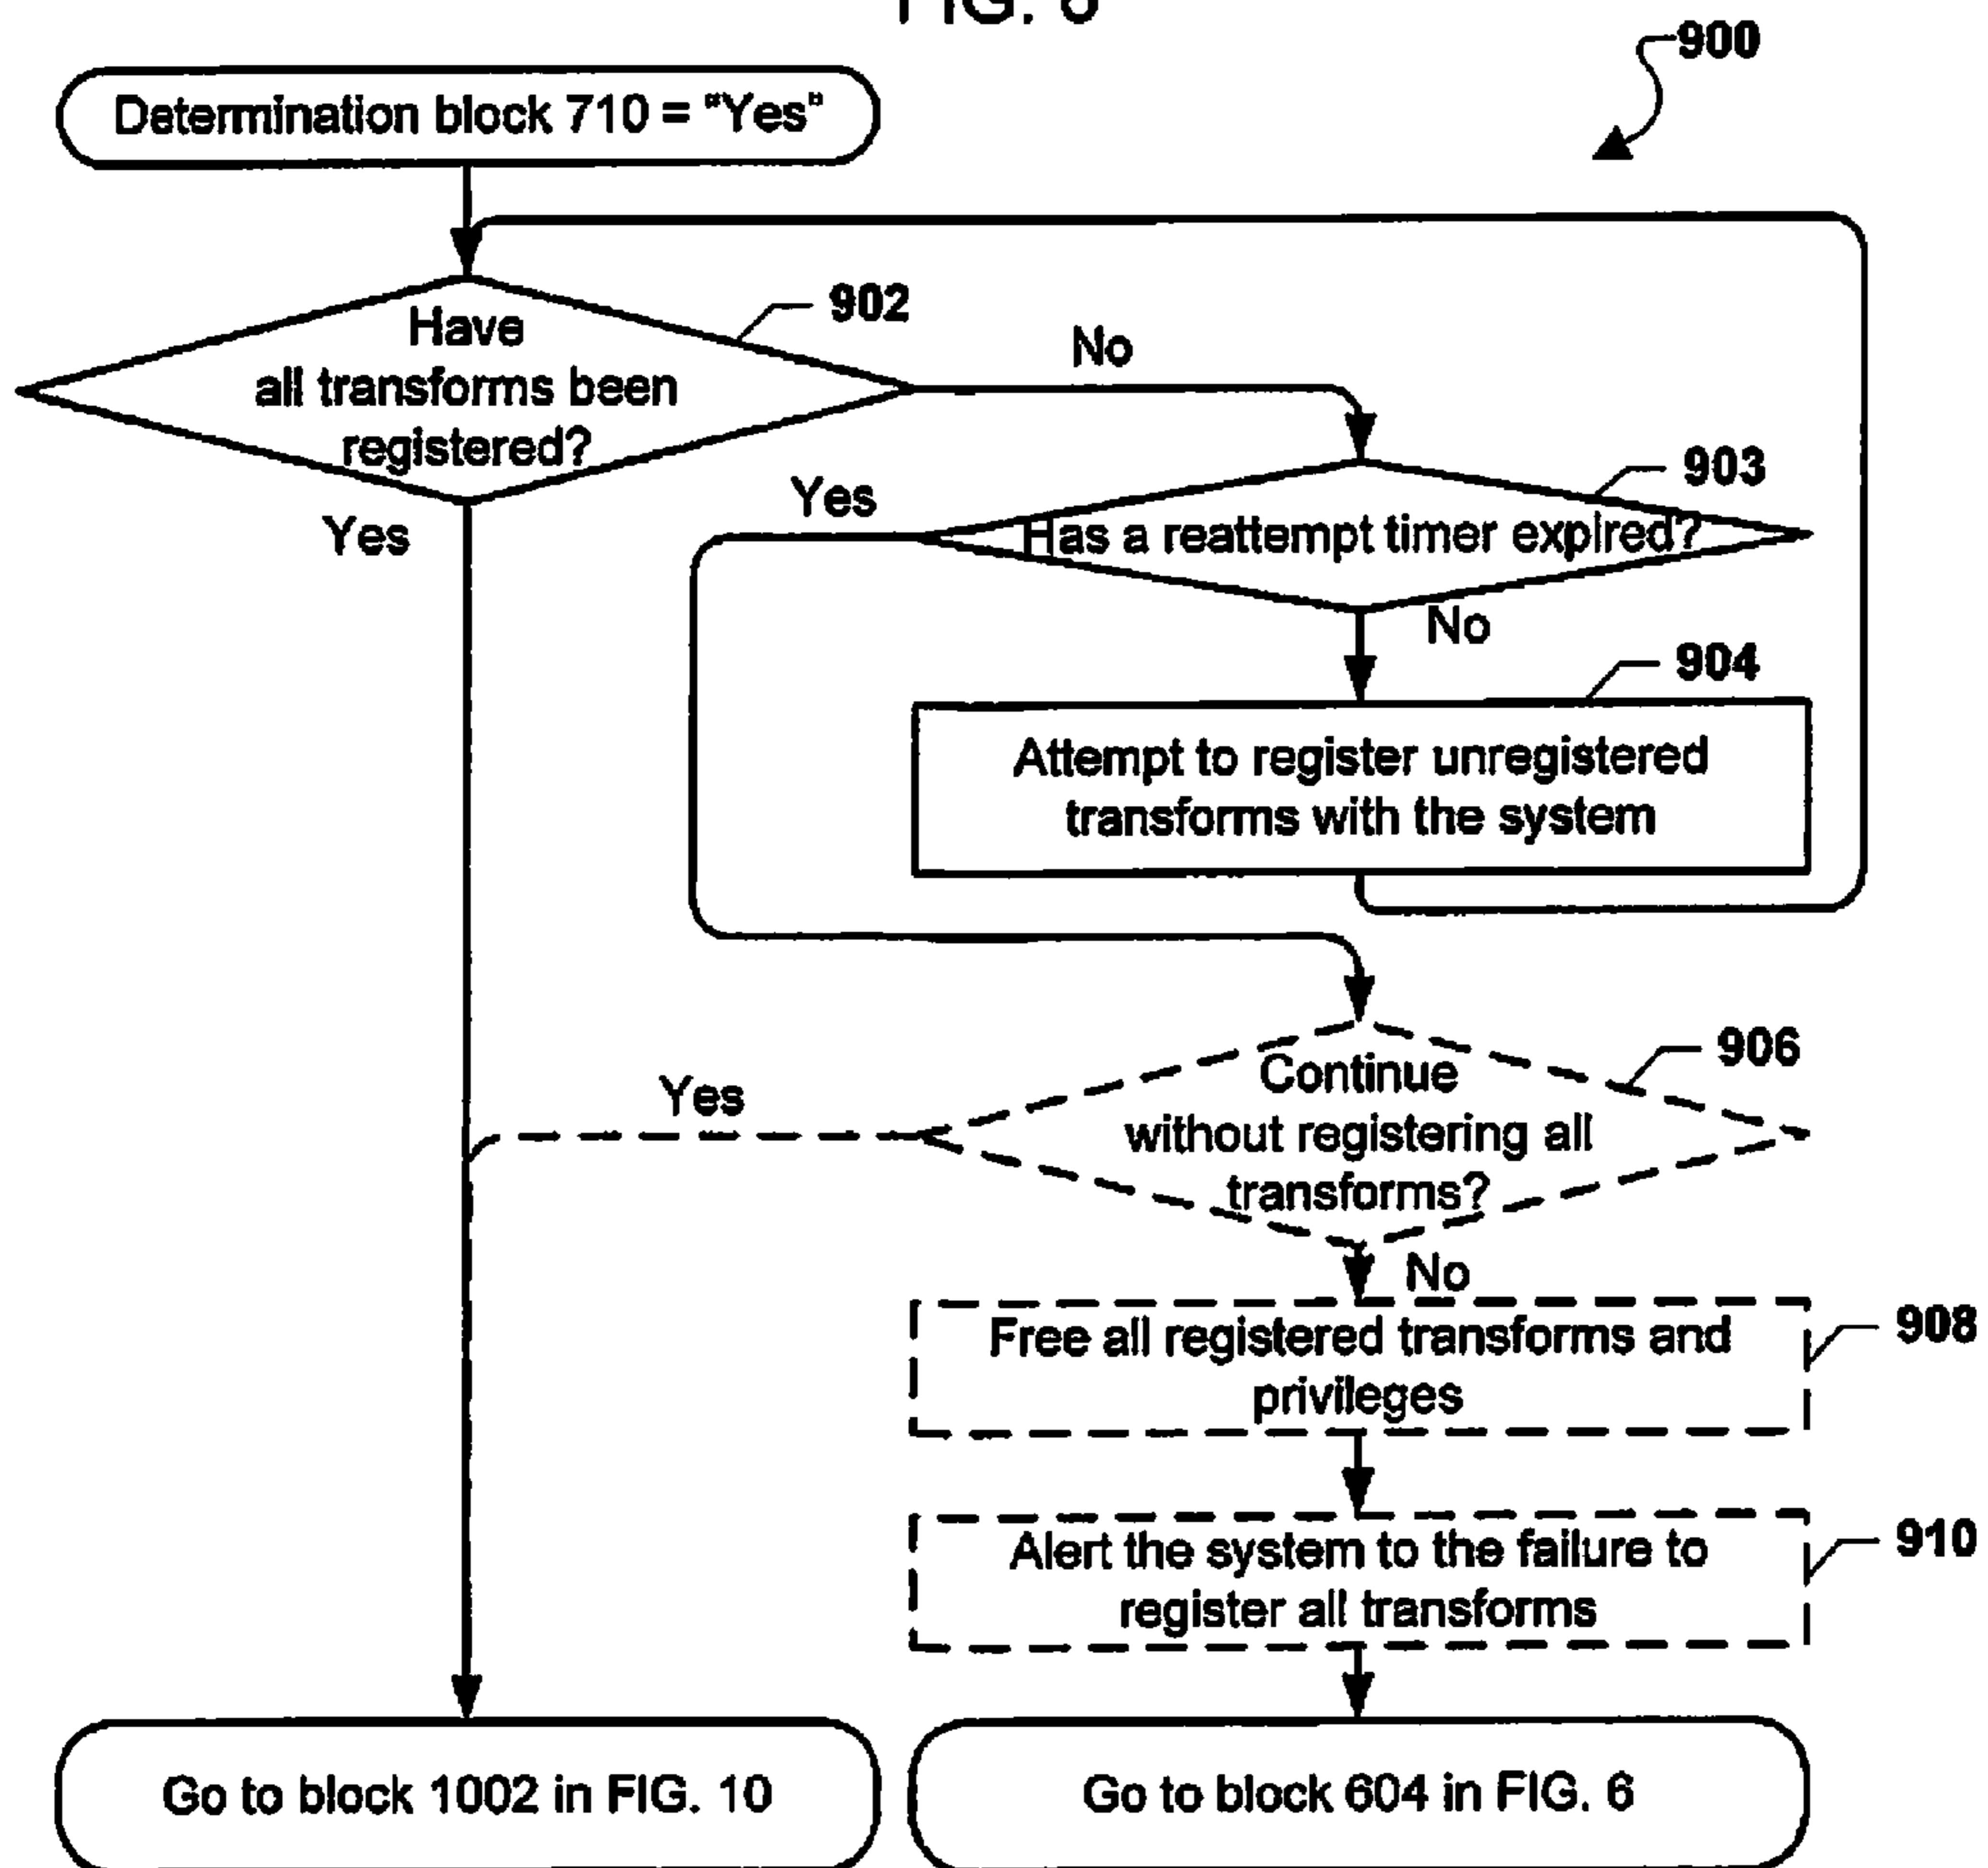 FIG.
900
Determination block 710 = "Yes"
902
Have
all transforms been
registered?
No
Yes
903
Yes
Has a reattempt timer expired?
No
904
Attempt to register unregistered
transforms with the system
906
Continue
without registering all
transforms?
Yes
No
908
Free all registered transforms and
privileges
910
Alert the system to the failure to
register all transforms
Go to block 1002 in FIG. 10
Go to block 604 in FIG. 6